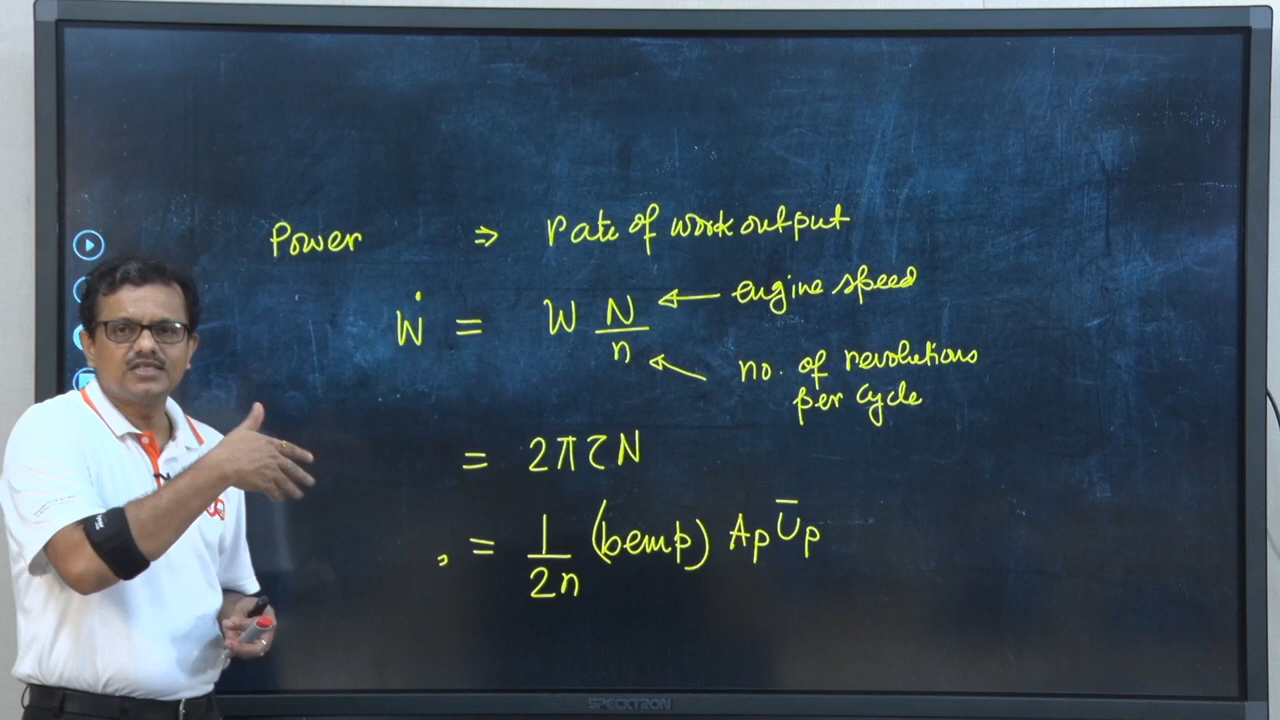 Power ⇒ rate of work output
Ẇ = W N/n ← engine speed
← no. of revolutions
per cycle
= 2πτN
, = 1/2n (bemp) Ap Ūp
SPECKTRON